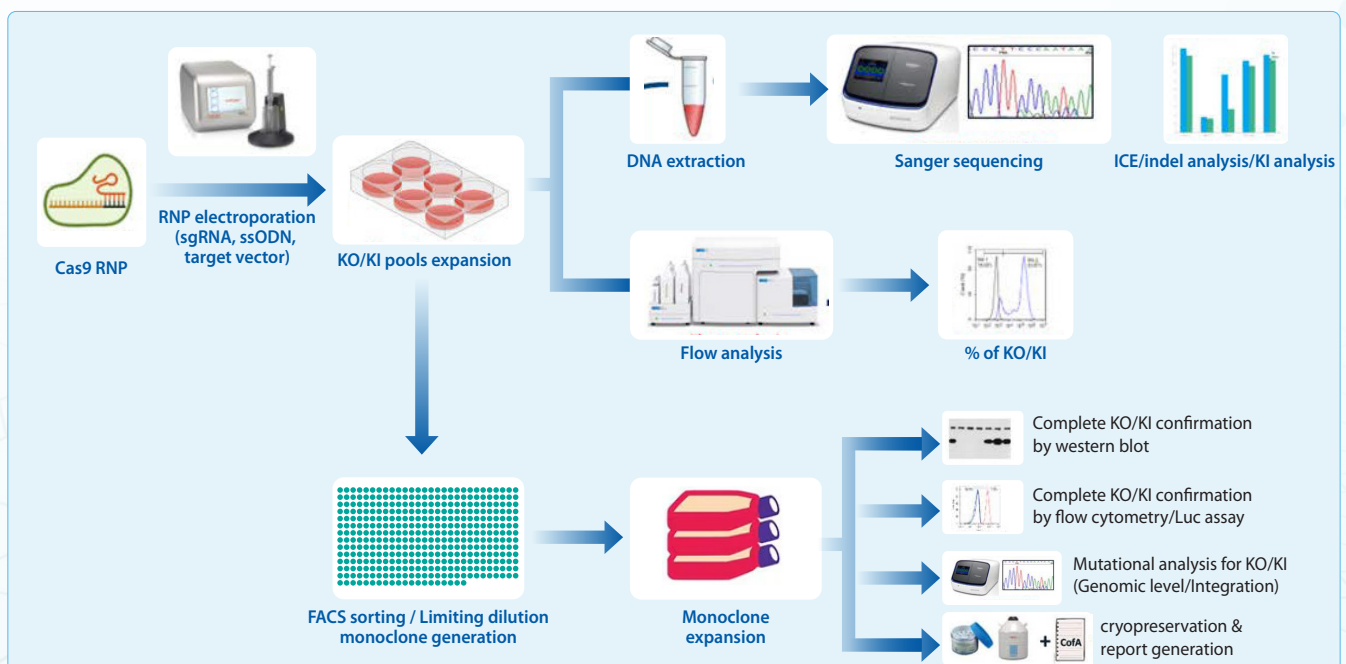 Cas9 RNP
RNP electroporation
(sgRNA, ssODN,
target vector)
KO/KI pools expansion
DNA extraction
Sanger sequencing
ICE/indel analysis/KI analysis
Flow analysis
% of KO/KI
FACS sorting / Limiting dilution
monoclone generation
Monoclone
expansion
Complete KO/KI confirmation
by western blot
Complete KO/KI confirmation
by flow cytometry/Luc assay
Mutational analysis for KO/KI
(Genomic level/Integration)
+
CofA
cryopreservation &
report generation